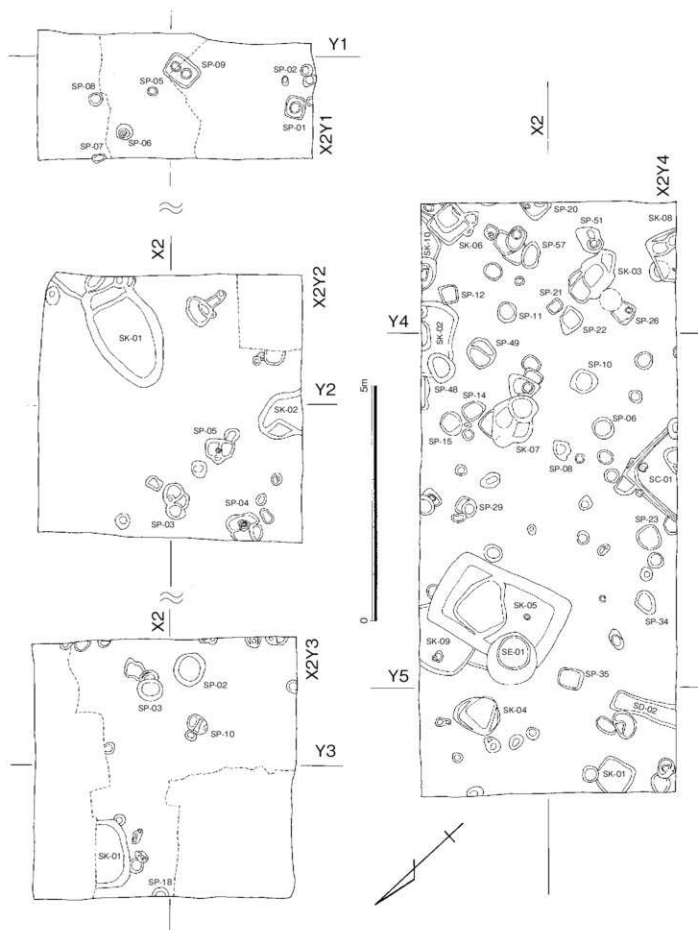 Y1
SP-09
SP-02
SP-05
SP-08
SP-01
SP-06
SP-07
X2Y1
X2
X2Y2
SK-01
Y2
SK-02
SP-05
SP-04
SP-03
X2
X2Y3
SP-02
SP-03
SP-10
Y3
SK-01
SP-18
5m
0
X2
X2Y4
SP-20
SP-51
SK-08
SK-10
SK-06
SP-57
SK-03
SP-12
SP-21
SP-11
SP-22
SP-26
Y4
SK-02
SP-49
SP-10
SP-48
SP-14
SP-06
SP-15
SK-07
SP-08
SC-01
SP-29
SP-23
SK-05
SP-34
SE-01
SK-09
SP-35
Y5
SK-04
SD-02
SK-01